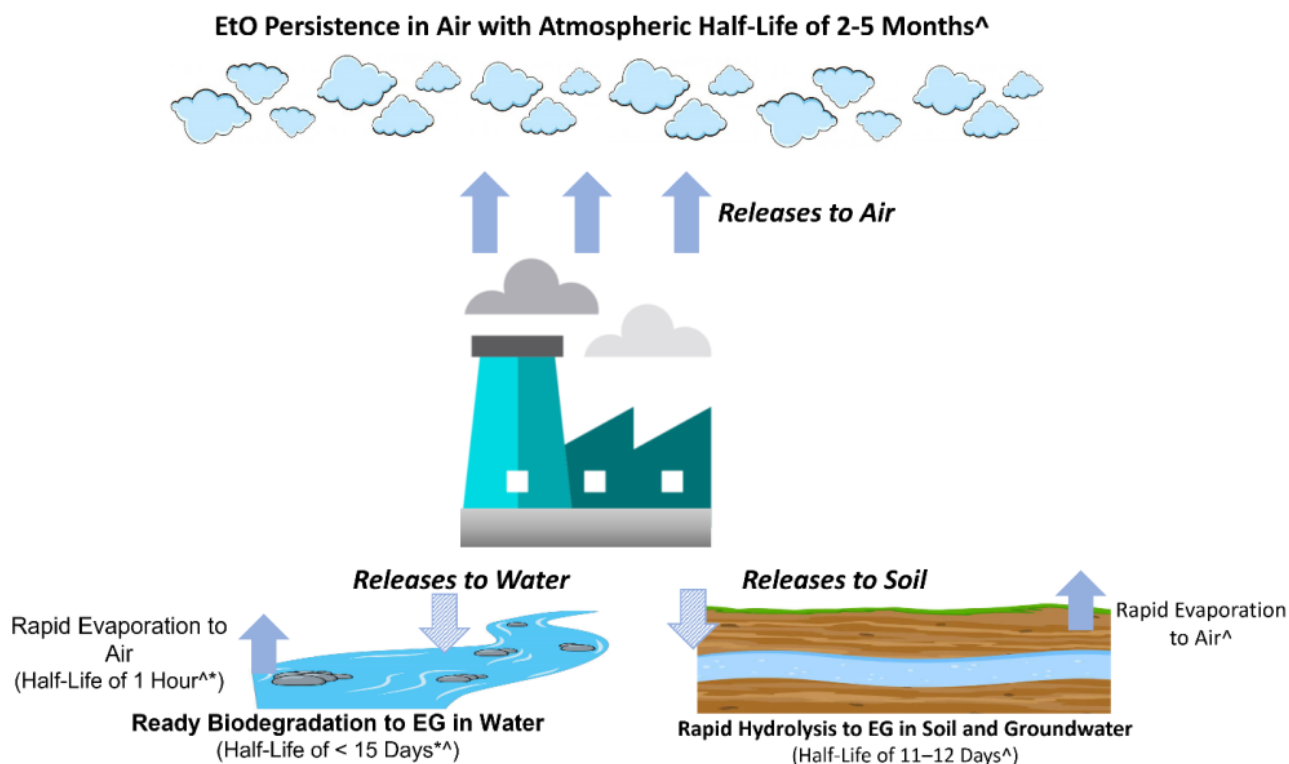 EtO Persistence in Air with Atmospheric Half-Life of 2-5 Months^
Releases to Air
Releases to Water
Releases to Soil
Rapid Evaporation to
Air
(Half-Life of 1 Hour^*)
Rapid Evaporation
to Air^
Ready Biodegradation to EG in Water
(Half-Life of < 15 Days*^)
Rapid Hydrolysis to EG in Soil and Groundwater
(Half-Life of 11–12 Days^)